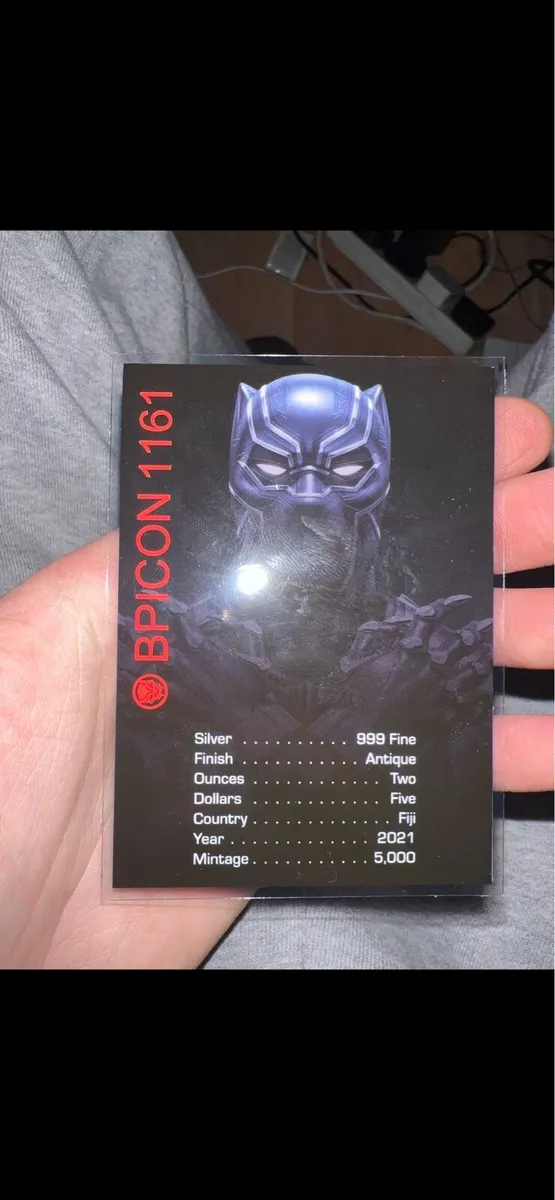 BPICON 1161
Silver . . . . . . . . . . 999 Fine
Finish . . . . . . . . . . . Antique
Ounces . . . . . . . . . . . . . Two
Dollars . . . . . . . . . . . . . Five
Country . . . . . . . . . . . . . Fiji
Year . . . . . . . . . . . . . 2021
Mintage . . . . . . . . . . . 5,000